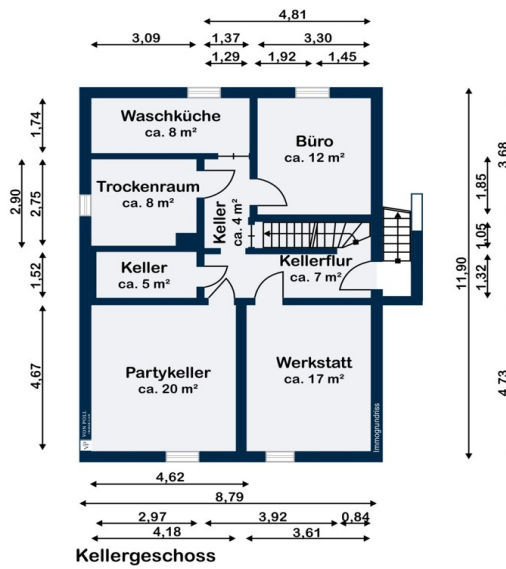 4,81
3,09
1,37
3,30
1,29
1,92
1,45
Waschküche
ca. 8 m²
Büro
ca. 12 m²
1,74
3,68
Trockenraum
ca. 8 m²
2,90
2,75
1,85
Keller
ca. 4 m²
1,05
Keller
ca. 5 m²
Kellerflur
ca. 7 m²
1,52
1,32
11,90
Partykeller
ca. 20 m²
Werkstatt
ca. 17 m²
4,67
4,73
VON POLL
VP
Immogrundriss
4,62
8,79
2,97
3,92
0,84
4,18
3,61
Kellergeschoss